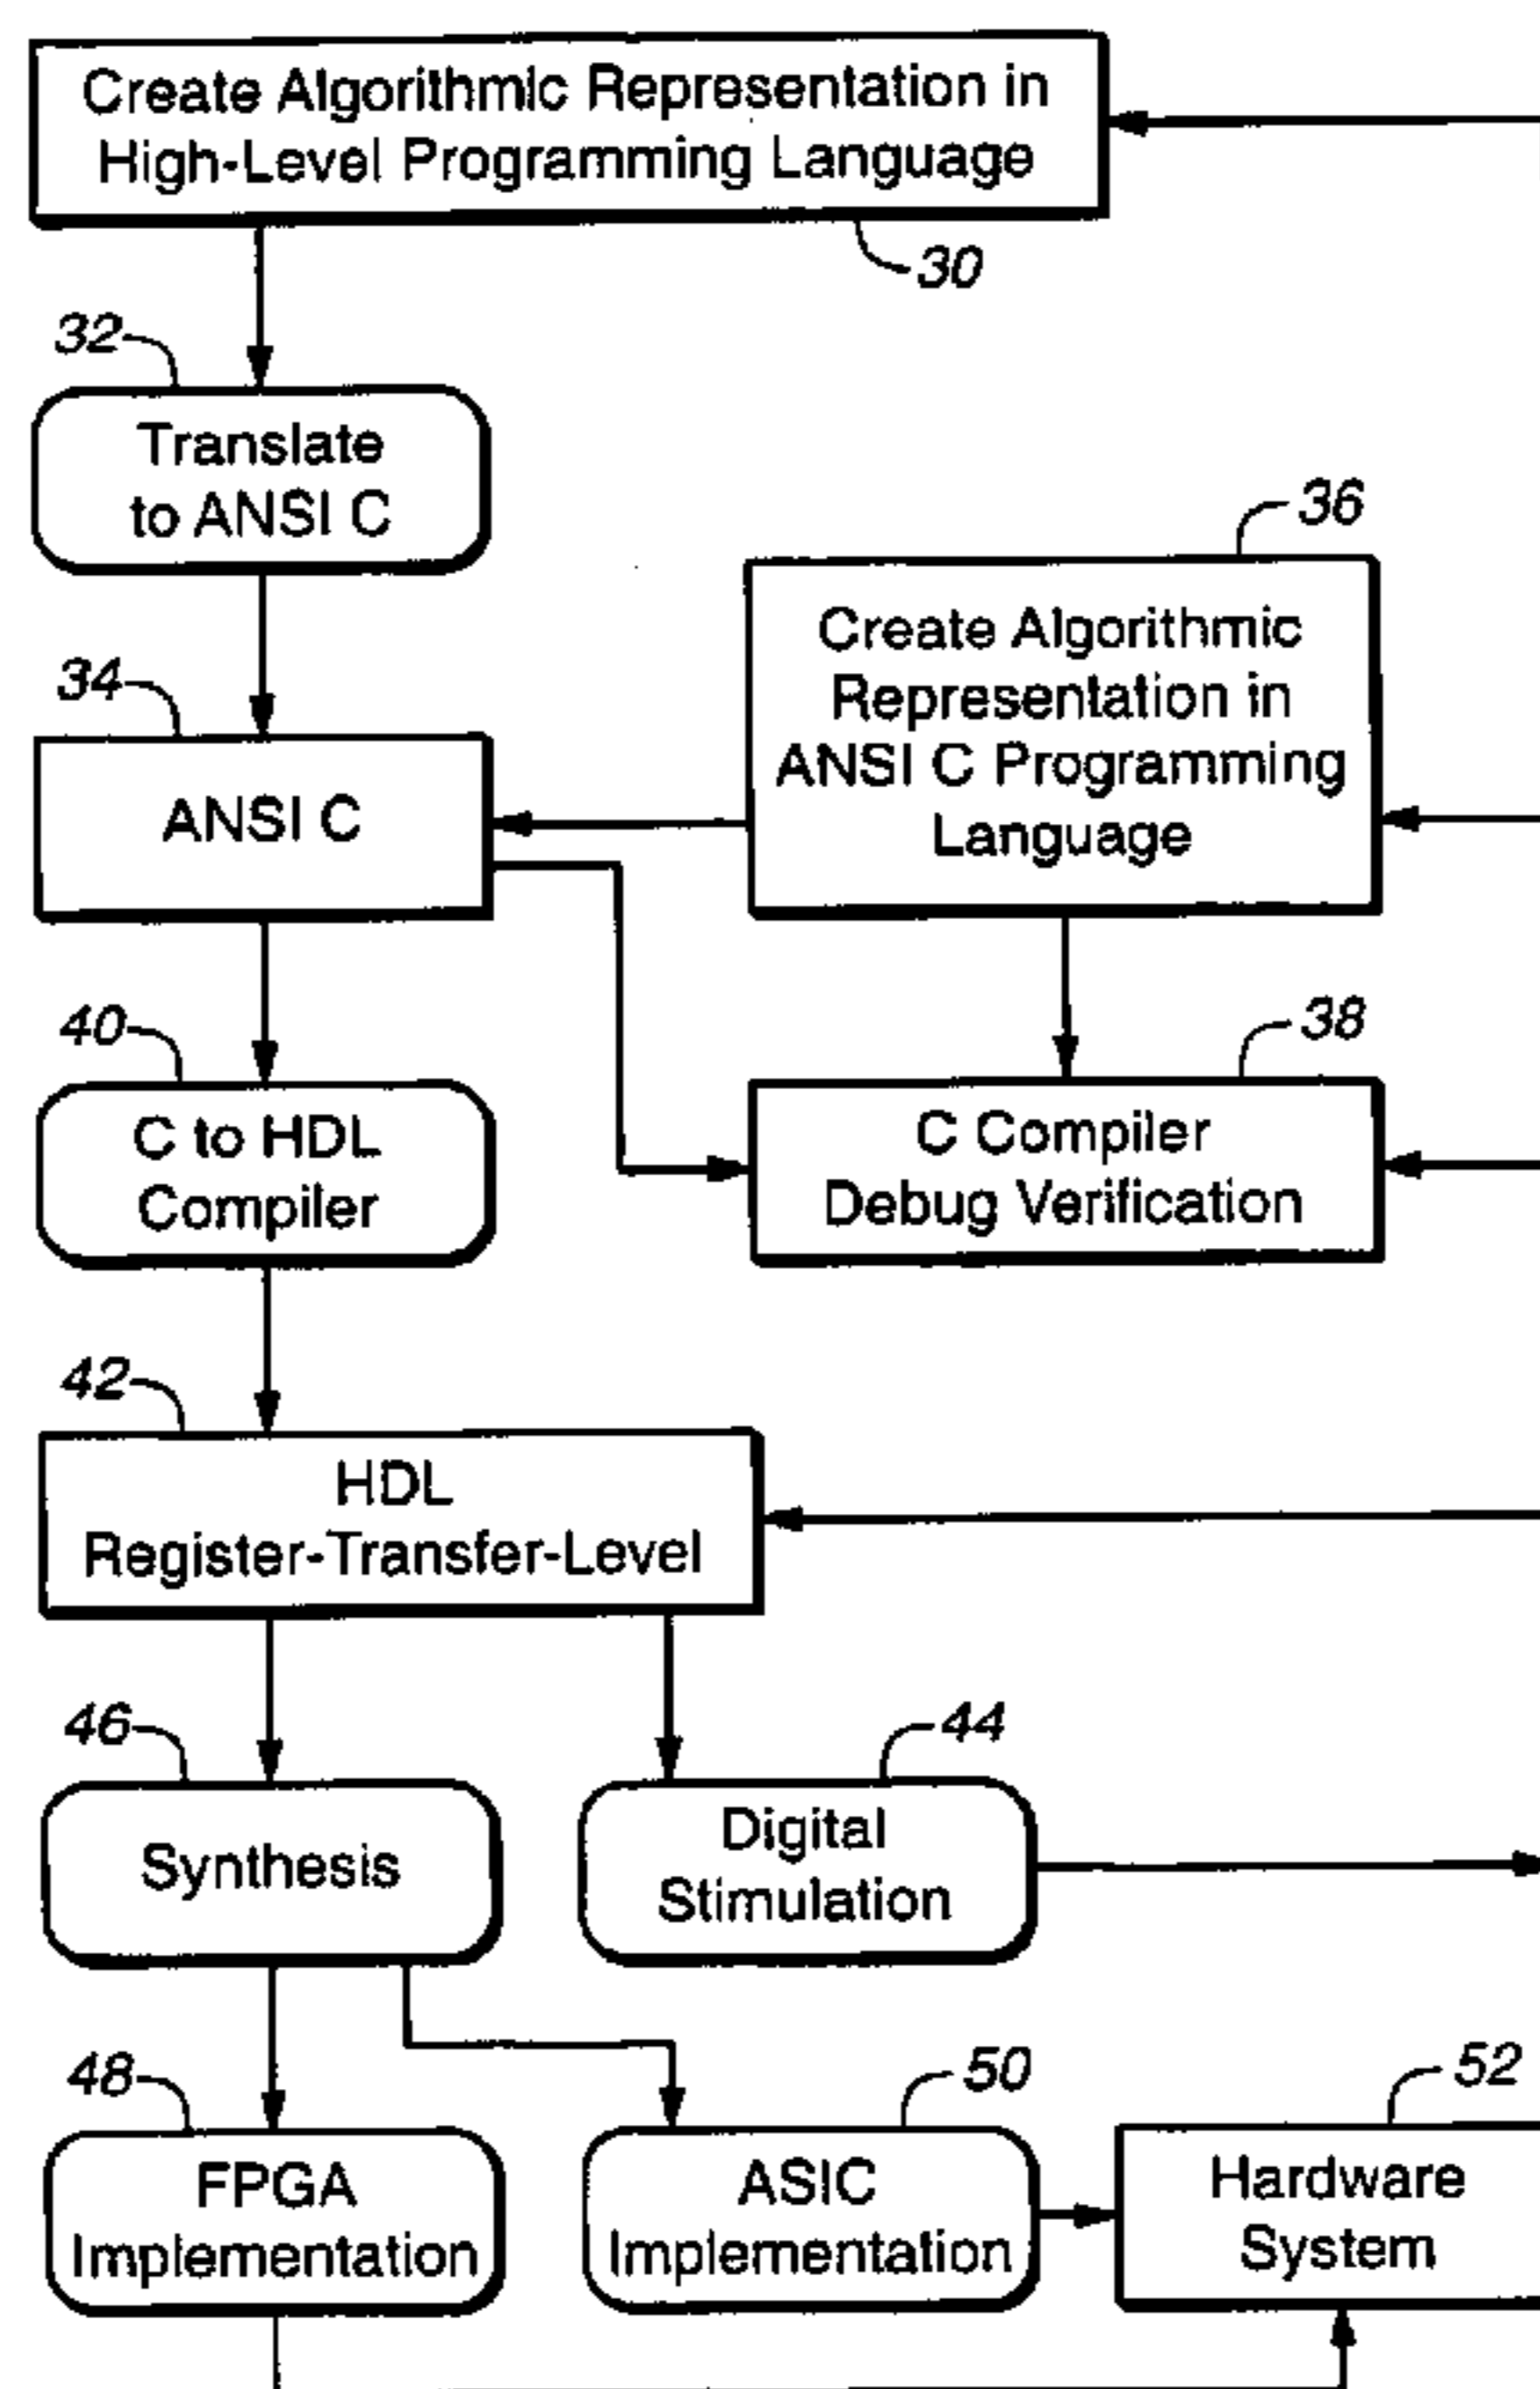 Create Algorithmic Representation in
High-Level Programming Language
30
32
Translate
to ANSI C
36
Create Algorithmic
Representation in
ANSI C Programming
Language
34
ANSI C
40
C to HDL
Compiler
38
C Compiler
Debug Verification
42
HDL
Register-Transfer-Level
46
Synthesis
44
Digital
Stimulation
48
FPGA
Implementation
50
ASIC
Implementation
52
Hardware
System